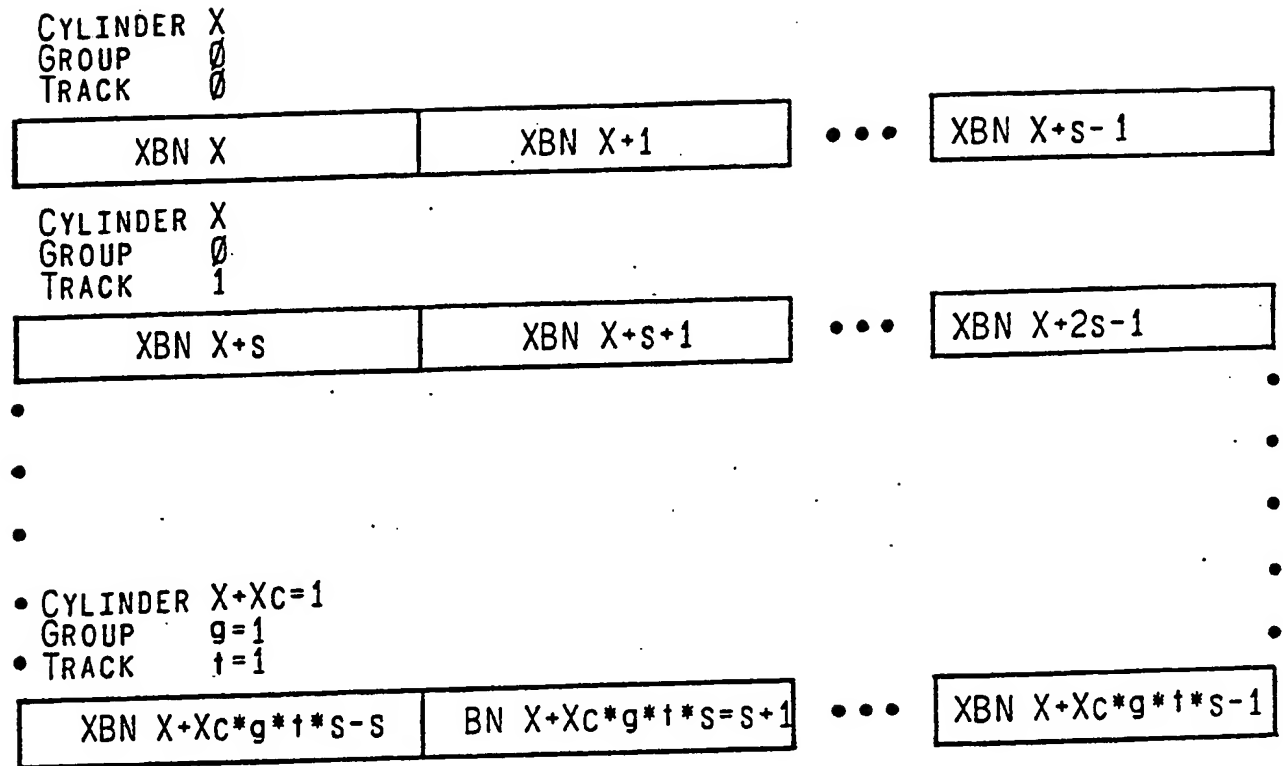 CYLINDER X
GROUP Ø
TRACK Ø
XBN X XBN X+1 ••• XBN X+s-1
CYLINDER X
GROUP Ø
TRACK 1
XBN X+s XBN X+s+1 ••• XBN X+2s-1
CYLINDER X+XC=1
GROUP g=1
TRACK t=1
XBN X+XC*g*t*s-s BN X+XC*g*t*s=s+1 ••• XBN X+XC*g*t*s-1